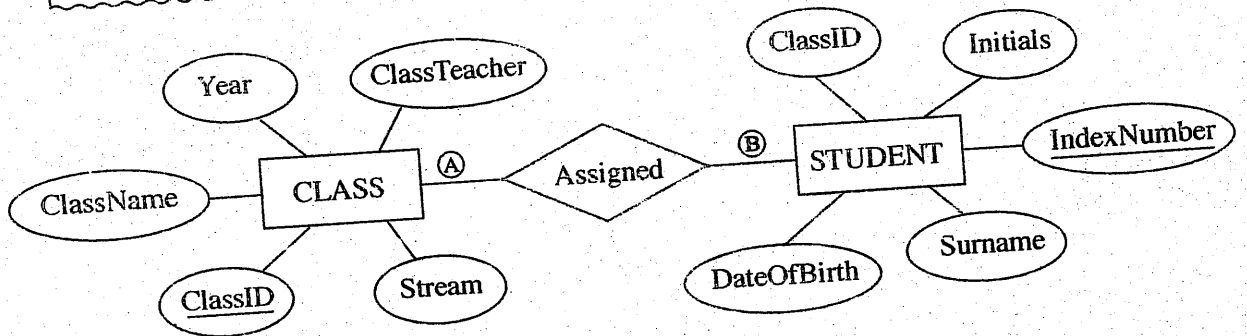 ClassID
Initials
ClassTeacher
Year
B
IndexNumber
STUDENT
A
Assigned
CLASS
ClassName
Surname
DateOfBirth
Stream
ClassID